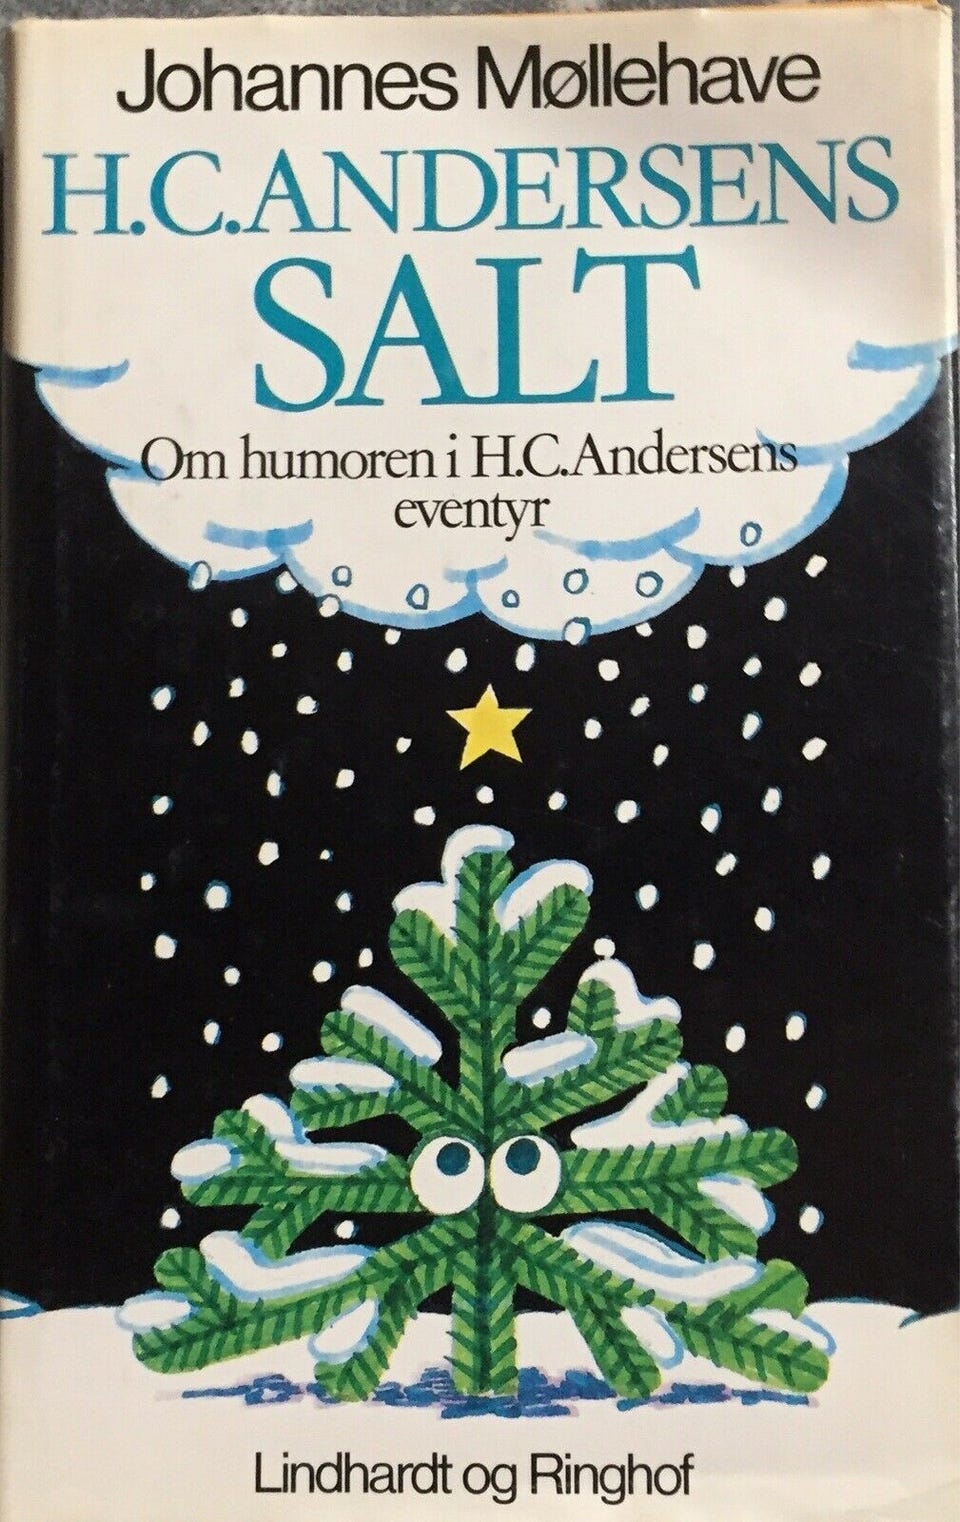 Johannes Møllehave
H.C.ANDERSENS
SALT
Om humoren i H.C.Andersens
eventyr
Lindhardt og Ringhof